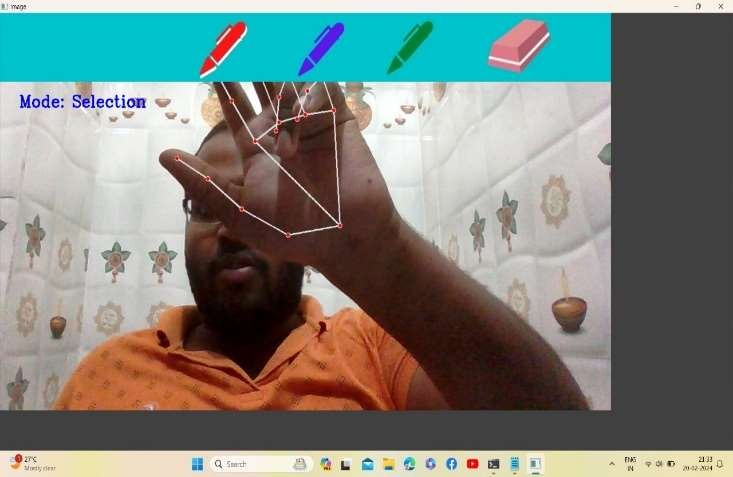 Image
Mode: Selection
27°C
Mostly clear
Search
ENG
IN
21:33
20-02-2024